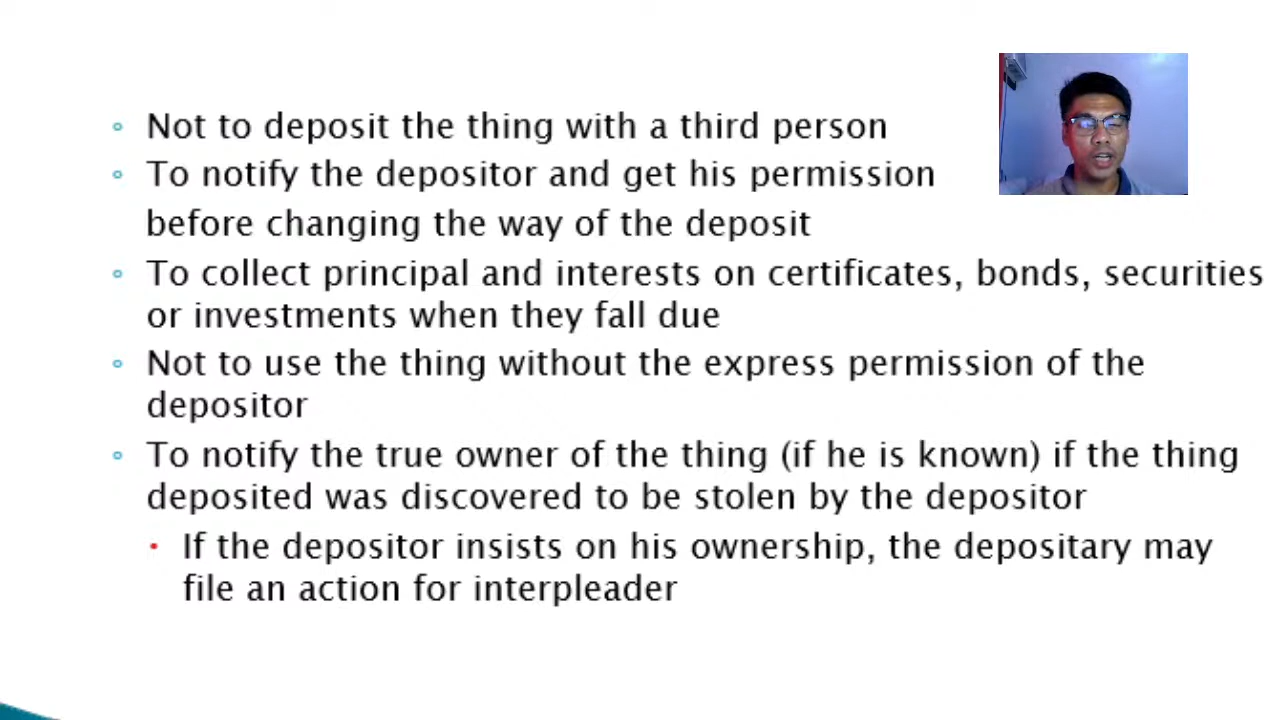 Not to deposit the thing with a third person
To notify the depositor and get his permission
before changing the way of the deposit
To collect principal and interests on certificates, bonds, securities
or investments when they fall due
Not to use the thing without the express permission of the
depositor
To notify the true owner of the thing (if he is known) if the thing
deposited was discovered to be stolen by the depositor
If the depositor insists on his ownership, the depositary may
file an action for interpleader